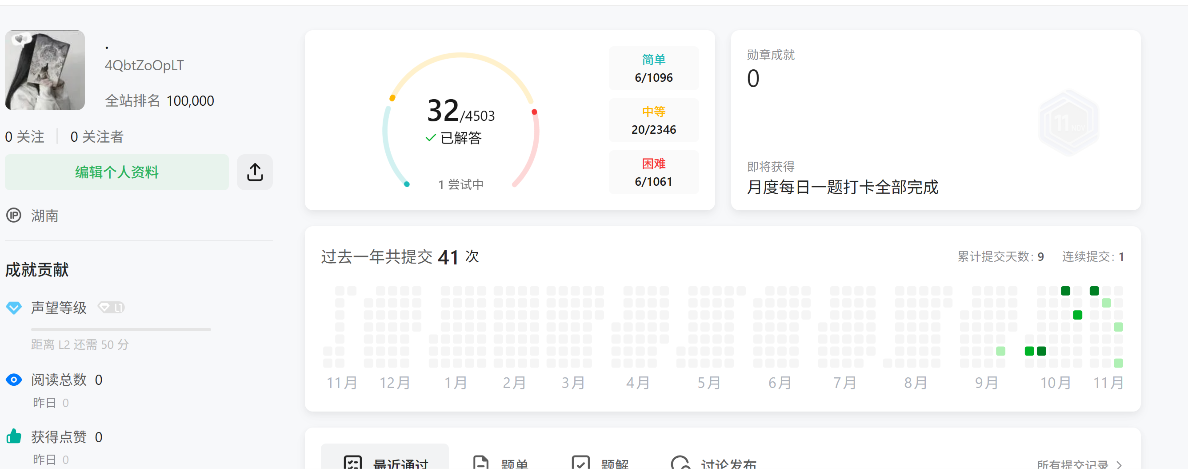 .
4QbtZoOpLT
全站排名 100,000
0 关注 0 关注者
编辑个人资料
IP 湖南
成就贡献
声望等级 L1
距离 L2 还需 50 分
阅读总数 0
昨日 0
获得点赞 0
昨日 0
32/4503
已解答
1 尝试中
简单
6/1096
中等
20/2346
困难
6/1061
勋章成就
0
11
即将获得
月度每日一题打卡全部完成
过去一年共提交 41 次
累计提交天数: 9 连续提交: 1
11月 12月 1月 2月 3月 4月 5月 6月 7月 8月 9月 10月 11月
最近通过 题单 题解 讨论发布 所有提交记录